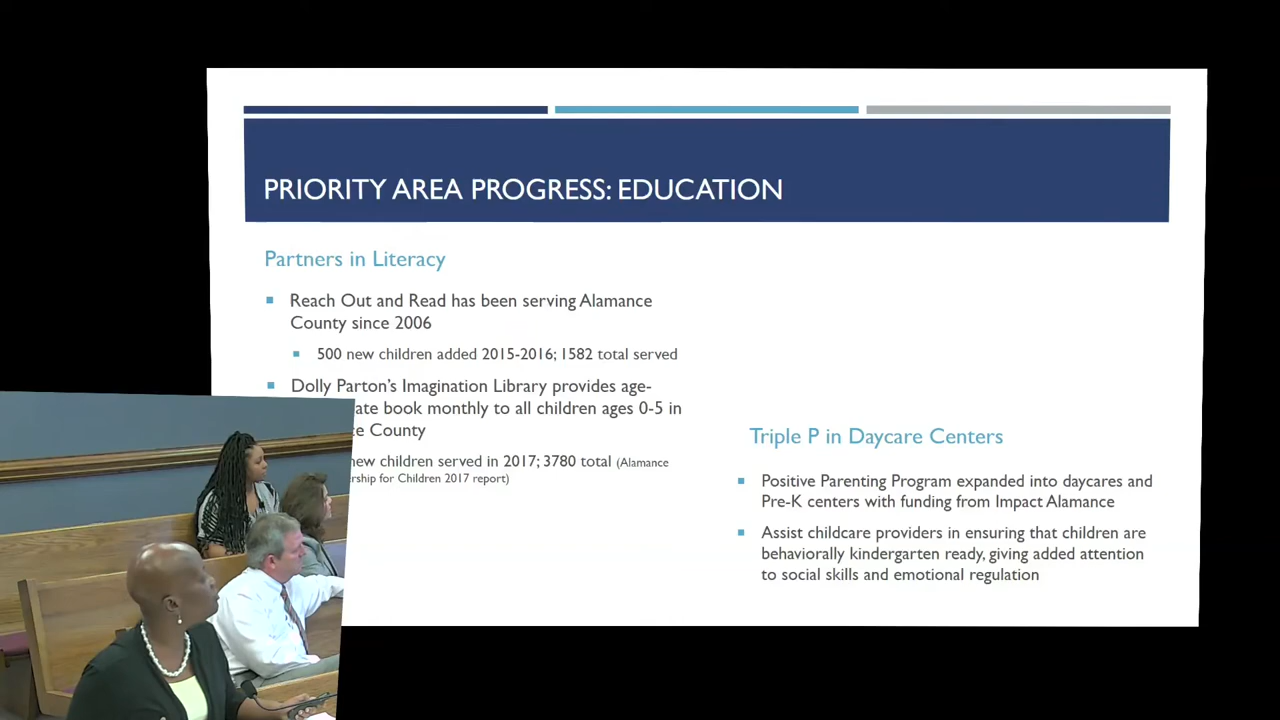 PRIORITY AREA PROGRESS: EDUCATION
Partners in Literacy
Reach Out and Read has been serving Alamance
County since 2006
500 new children added 2015-2016; 1582 total served
Dolly Parton's Imagination Library provides age-
book monthly to all children ages 0-5 in
County
new children served in 2017; 3780 total (Alamance
for Children 2017 report)
Triple P in Daycare Centers
Positive Parenting Program expanded into daycares and
Pre-K centers with funding from Impact Alamance
Assist childcare providers in ensuring that children are
behaviorally kindergarten ready, giving added attention
to social skills and emotional regulation